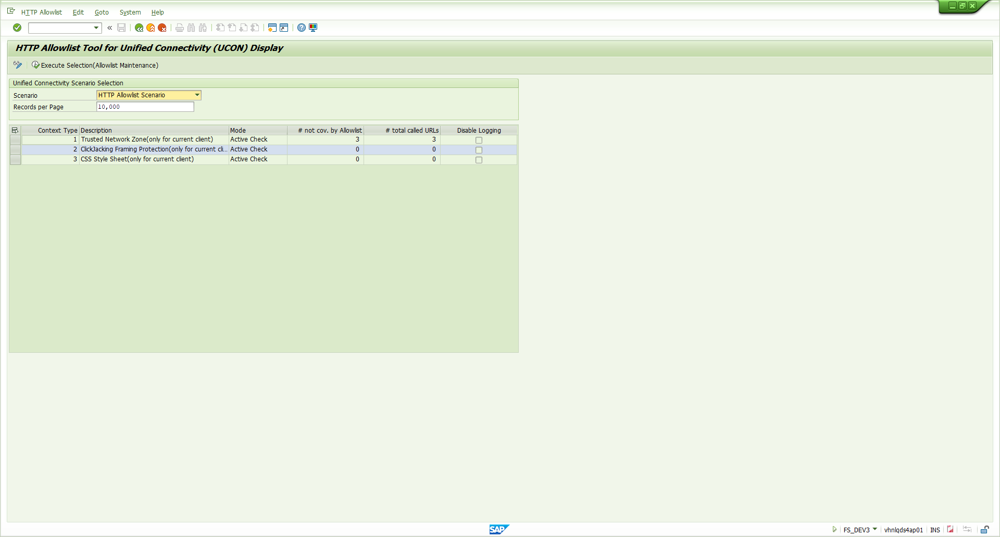 HTTP Allowlist Edit Goto System Help
HTTP Allowlist Tool for Unified Connectivity (UCON) Display
Execute Selection(Allowlist Maintenance)
Unified Connectivity Scenario Selection
Scenario HTTP Allowlist Scenario
Records per Page 10,000
Context Type Description Mode # not cov. by Allowlist # total called URLs Disable Logging
1 Trusted Network Zone(only for current client) Active Check 3 3
2 ClickJacking Framing Protection(only for current cli... Active Check 0 0
3 CSS Style Sheet(only for current client) Active Check 0 0
SAP FS_DEV3 vhnlqds4ap01 INS